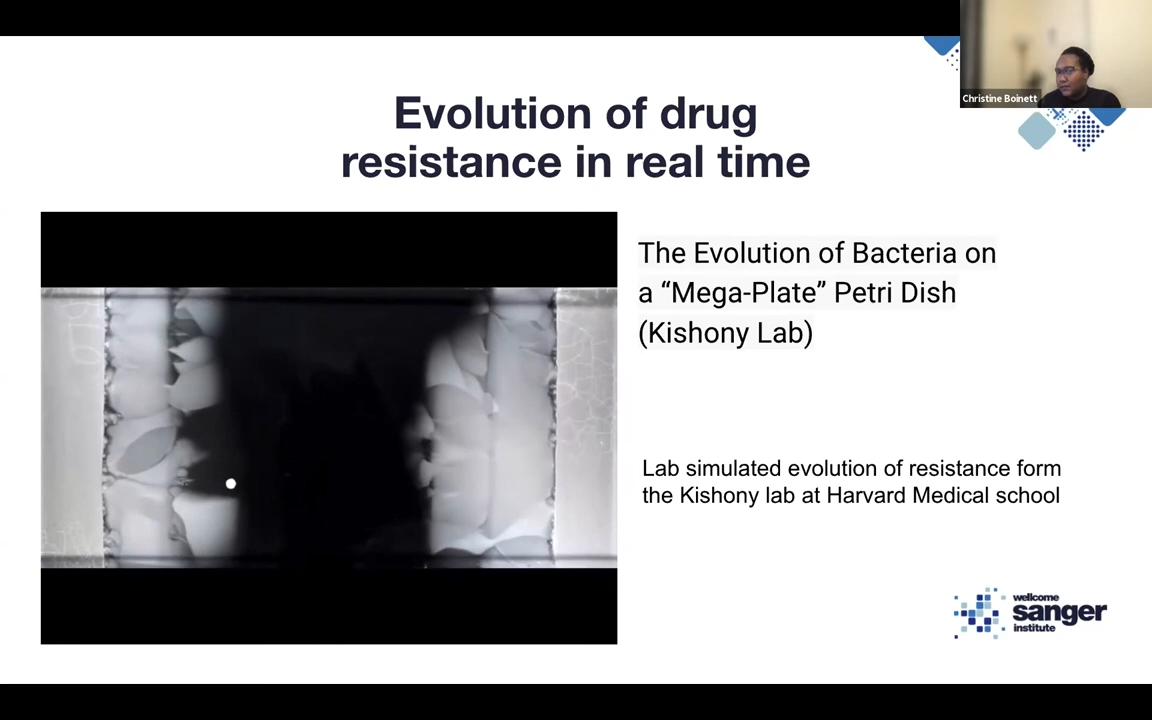 Christine Boinett
Evolution of drug
resistance in real time
The Evolution of Bacteria on
a “Mega-Plate” Petri Dish
(Kishony Lab)
Lab simulated evolution of resistance form
the Kishony lab at Harvard Medical school
wellcome
sanger
institute